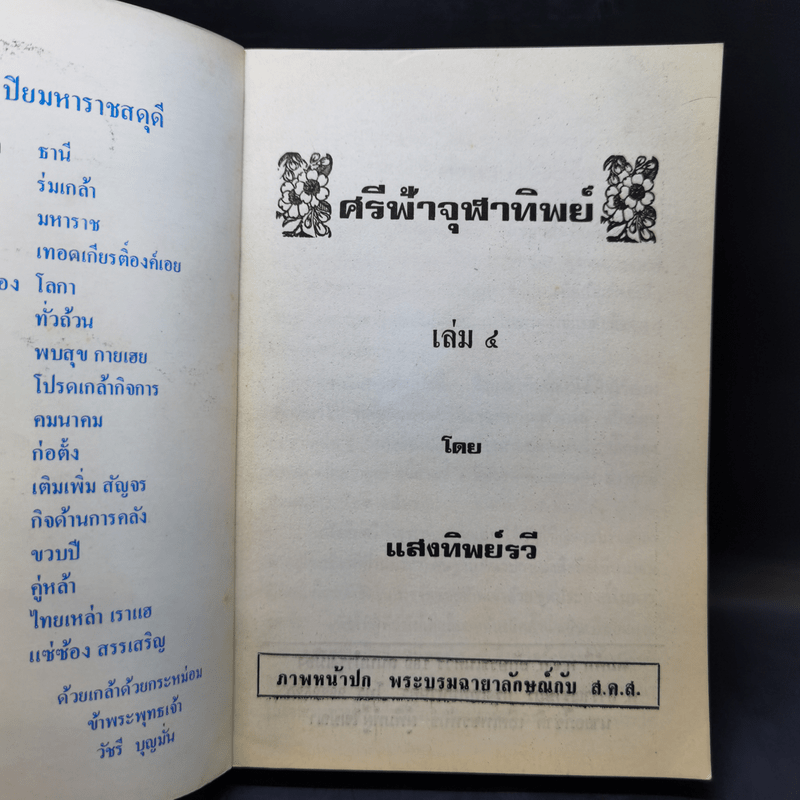 ปิยมหาราชสดุดี
ธานี
ร่มเกล้า
มหาราช
เทอดเกียรติ์องค์เอย
โลกา
ทั่วถ้วน
พบสุข กายเฮย
โปรดเกล้ากิจการ
คมนาคม
ก่อตั้ง
เติมเพิ่ม สัญจร
กิจด้านการคลัง
ขวบปี
คู่หล้า
ไทยเหล่า เราแฮ
แซ่ซ้อง สรรเสริญ
ด้วยเกล้าด้วยกระหม่อม
ข้าพระพุทธเจ้า
วัชรี บุญมั่น
ศรีฟ้าจุฬาทิพย์
เล่ม ๔
โดย
แสงทิพย์รวี
ภาพหน้าปก พระบรมฉายาลักษณ์กับ ส.ค.ส.